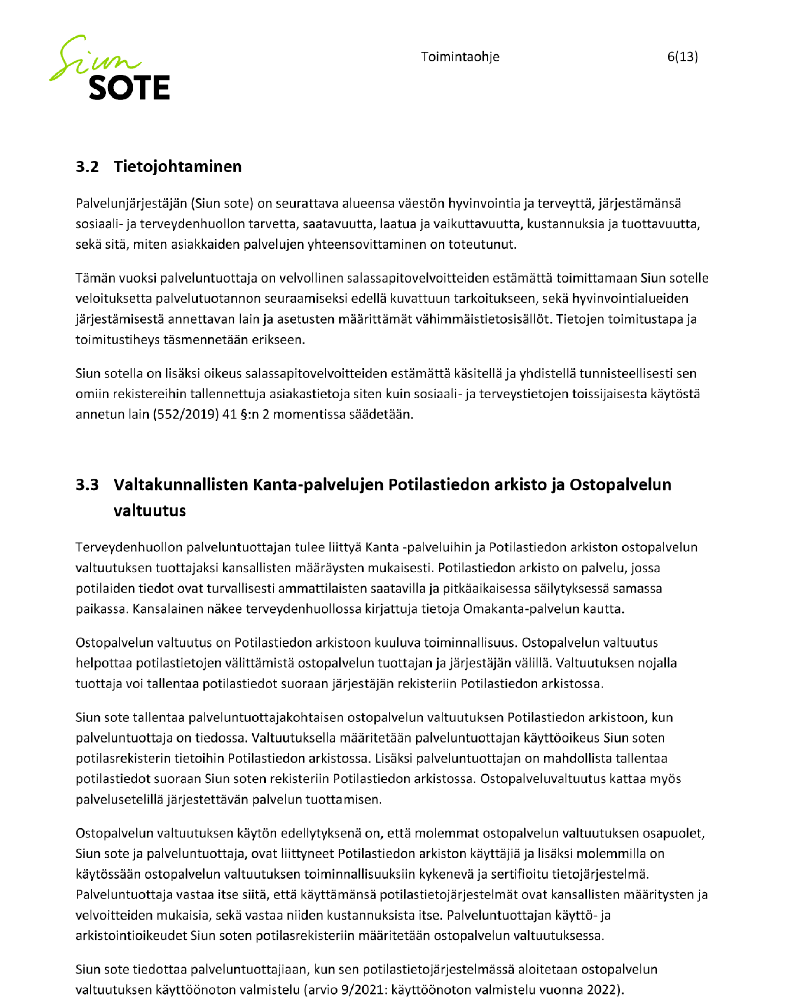 Siun
SOTE
Toimintaohje 6(13)
3.2 Tietojohtaminen
Palvelunjärjestäjän (Siun sote) on seurattava alueensa väestön hyvinvointia ja terveyttä, järjestämänsä
sosiaali- ja terveydenhuollon tarvetta, saatavuutta, laatua ja vaikuttavuutta, kustannuksia ja tuottavuutta,
sekä sitä, miten asiakkaiden palvelujen yhteensovittaminen on toteutunut.
Tämän vuoksi palveluntuottaja on velvollinen salassapitovelvoitteiden estämättä toimittamaan Siun sotelle
veloituksetta palvelutuotannon seuraamiseksi edellä kuvattuun tarkoitukseen, sekä hyvinvointialueiden
järjestämisestä annettavan lain ja asetusten määrittämät vähimmäistietosisällöt. Tietojen toimitustapa ja
toimitustiheys täsmennetään erikseen.
Siun sotella on lisäksi oikeus salassapitovelvoitteiden estämättä käsitellä ja yhdistellä tunnisteellisesti sen
omiin rekistereihin tallennettuja asiakastietoja siten kuin sosiaali- ja terveystietojen toissijaisesta käytöstä
annetun lain (552/2019) 41 §:n 2 momentissa säädetään.
3.3 Valtakunnallisten Kanta-palvelujen Potilastiedon arkisto ja Ostopalvelun
valtuutus
Terveydenhuollon palveluntuottajan tulee liittyä Kanta -palveluihin ja Potilastiedon arkiston ostopalvelun
valtuutuksen tuottajaksi kansallisten määräysten mukaisesti. Potilastiedon arkisto on palvelu, jossa
potilaiden tiedot ovat turvallisesti ammattilaisten saatavilla ja pitkäaikaisessa säilytyksessä samassa
paikassa. Kansalainen näkee terveydenhuollossa kirjattuja tietoja Omakanta-palvelun kautta.
Ostopalvelun valtuutus on Potilastiedon arkistoon kuuluva toiminnallisuus. Ostopalvelun valtuutus
helpottaa potilastietojen välittämistä ostopalvelun tuottajan ja järjestäjän välillä. Valtuutuksen nojalla
tuottaja voi tallentaa potilastiedot suoraan järjestäjän rekisteriin Potilastiedon arkistossa.
Siun sote tallentaa palveluntuottajakohtaisen ostopalvelun valtuutuksen Potilastiedon arkistoon, kun
palveluntuottaja on tiedossa. Valtuutuksella määritetään palveluntuottajan käyttöoikeus Siun soten
potilasrekisterin tietoihin Potilastiedon arkistossa. Lisäksi palveluntuottajan on mahdollista tallentaa
potilastiedot suoraan Siun soten rekisteriin Potilastiedon arkistossa. Ostopalveluvaltuutus kattaa myös
palvelusetelillä järjestettävän palvelun tuottamisen.
Ostopalvelun valtuutuksen käytön edellytyksenä on, että molemmat ostopalvelun valtuutuksen osapuolet,
Siun sote ja palveluntuottaja, ovat liittyneet Potilastiedon arkiston käyttäjiä ja lisäksi molemmilla on
käytössään ostopalvelun valtuutuksen toiminnallisuuksiin kykenevä ja sertifioitu tietojärjestelmä.
Palveluntuottaja vastaa itse siitä, että käyttämänsä potilastietojärjestelmät ovat kansallisten määritysten ja
velvoitteiden mukaisia, sekä vastaa niiden kustannuksista itse. Palveluntuottajan käyttö- ja
arkistointioikeudet Siun soten potilasrekisteriin määritetään ostopalvelun valtuutuksessa.
Siun sote tiedottaa palveluntuottajiaan, kun sen potilastietojärjestelmässä aloitetaan ostopalvelun
valtuutuksen käyttöönoton valmistelu (arvio 9/2021: käyttöönoton valmistelu vuonna 2022).